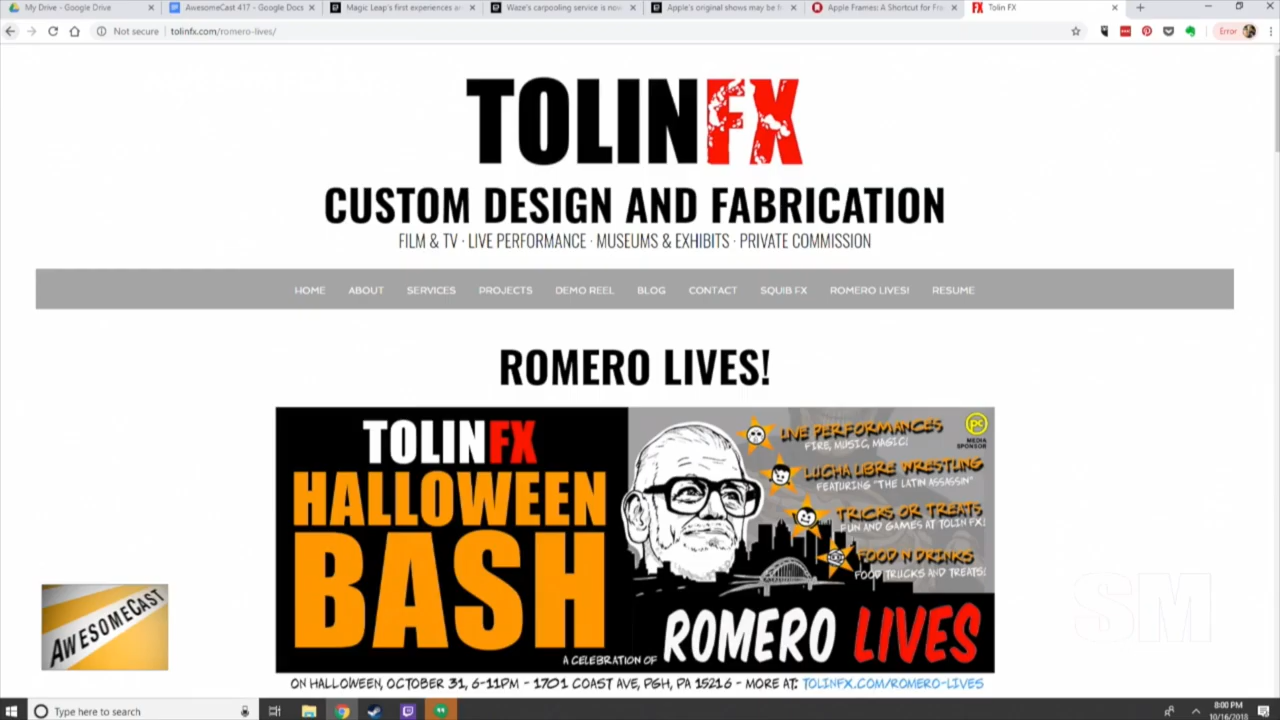 My Drive - Google Drive
AwesomeCast 417 - Google Docs
Magic Leap's first experiences a
Waze's carpooling service is now
Apple's original shows may be f
Apple Frames: A Shortcut for Fra
Tolin FX
Not secure | tolinfx.com/romero-lives/
Error
TOLINFX
CUSTOM DESIGN AND FABRICATION
FILM & TV · LIVE PERFORMANCE · MUSEUMS & EXHIBITS · PRIVATE COMMISSION
HOME ABOUT SERVICES PROJECTS DEMO REEL BLOG CONTACT SQUIB FX ROMERO LIVES! RESUME
ROMERO LIVES!
TOLINFX
HALLOWEEN
BASH
LIVE PERFORMANCES
FIRE, MUSIC, MAGIC!
LUCHA LIBRE WRESTLING
FEATURING "THE LATIN ASSASSIN"
TRICKS OR TREATS
FUN AND GAMES AT TOLIN FX!
FOOD N DRINKS
FOOD TRUCKS AND TREATS!
pc
MEDIA
SPONSOR
A CELEBRATION OF ROMERO LIVES
ON HALLOWEEN, OCTOBER 31, 6-11PM - 1701 COAST AVE, PGH, PA 15216 - MORE AT: TOLINFX.COM/ROMERO-LIVES
AWESOMECAST
SM
Type here to search
8:00 PM
10/16/2018